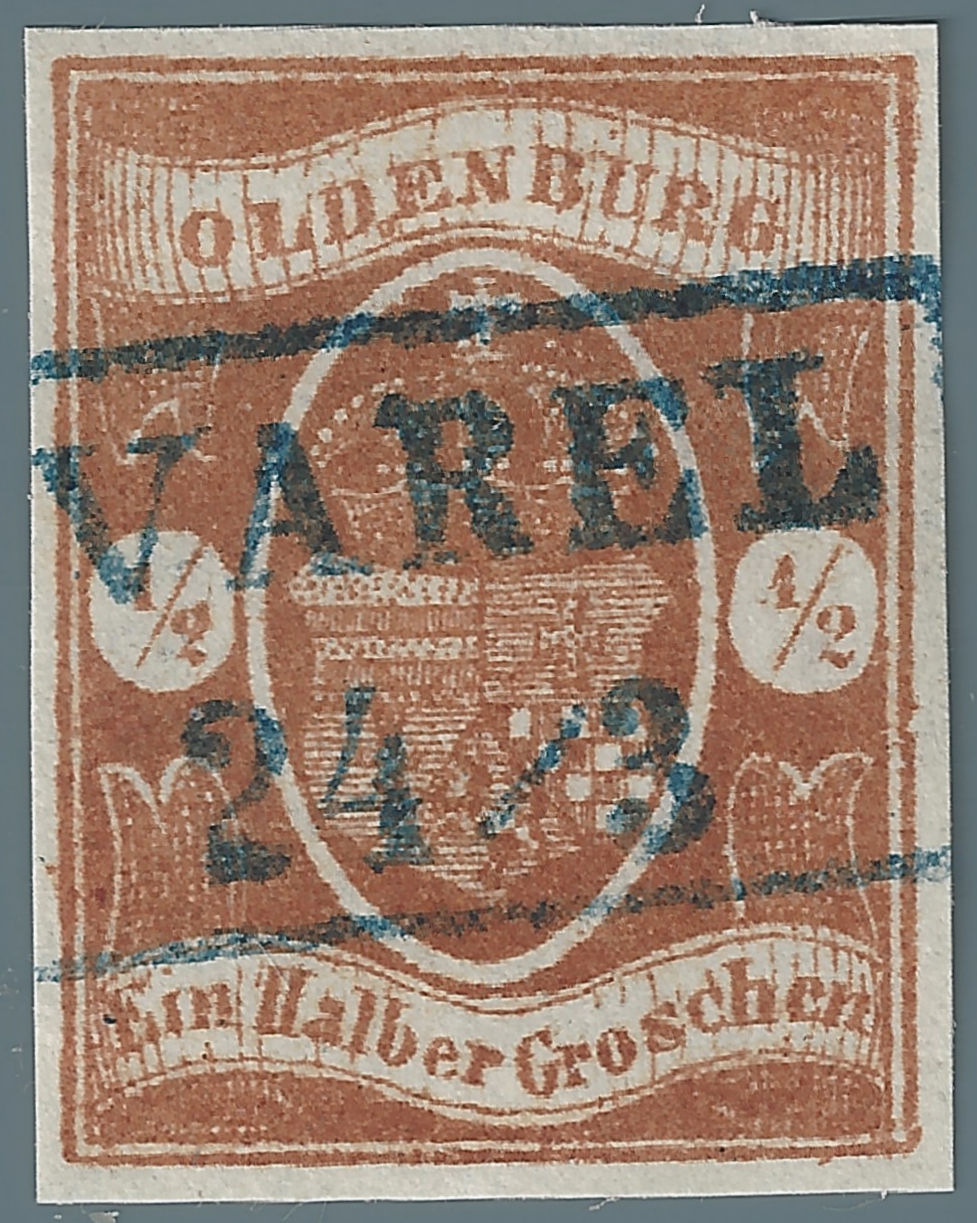 OLDENBURG
VAREL
1/2 1/2
24/3
Ein Halber Groschen